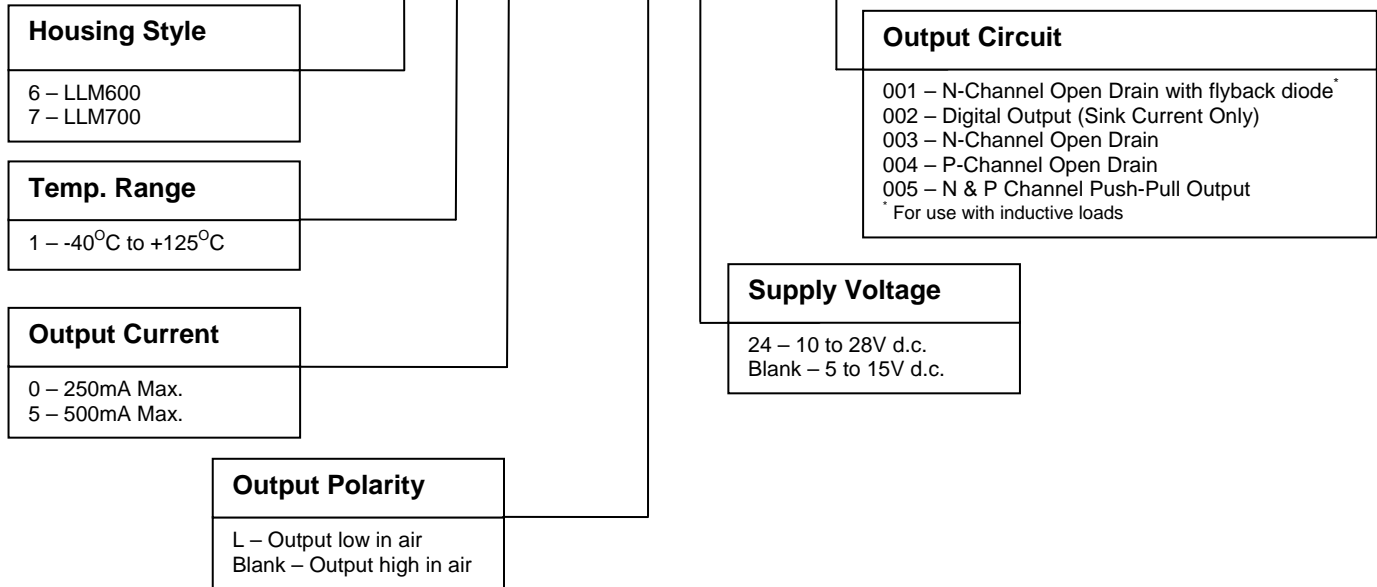 Housing Style
6 – LLM600
7 – LLM700
Temp. Range
1 – -40°C to +125°C
Output Current
0 – 250mA Max.
5 – 500mA Max.
Output Polarity
L – Output low in air
Blank – Output high in air
Output Circuit
001 – N-Channel Open Drain with flyback diode*
002 – Digital Output (Sink Current Only)
003 – N-Channel Open Drain
004 – P-Channel Open Drain
005 – N & P Channel Push-Pull Output
* For use with inductive loads
Supply Voltage
24 – 10 to 28V d.c.
Blank – 5 to 15V d.c.